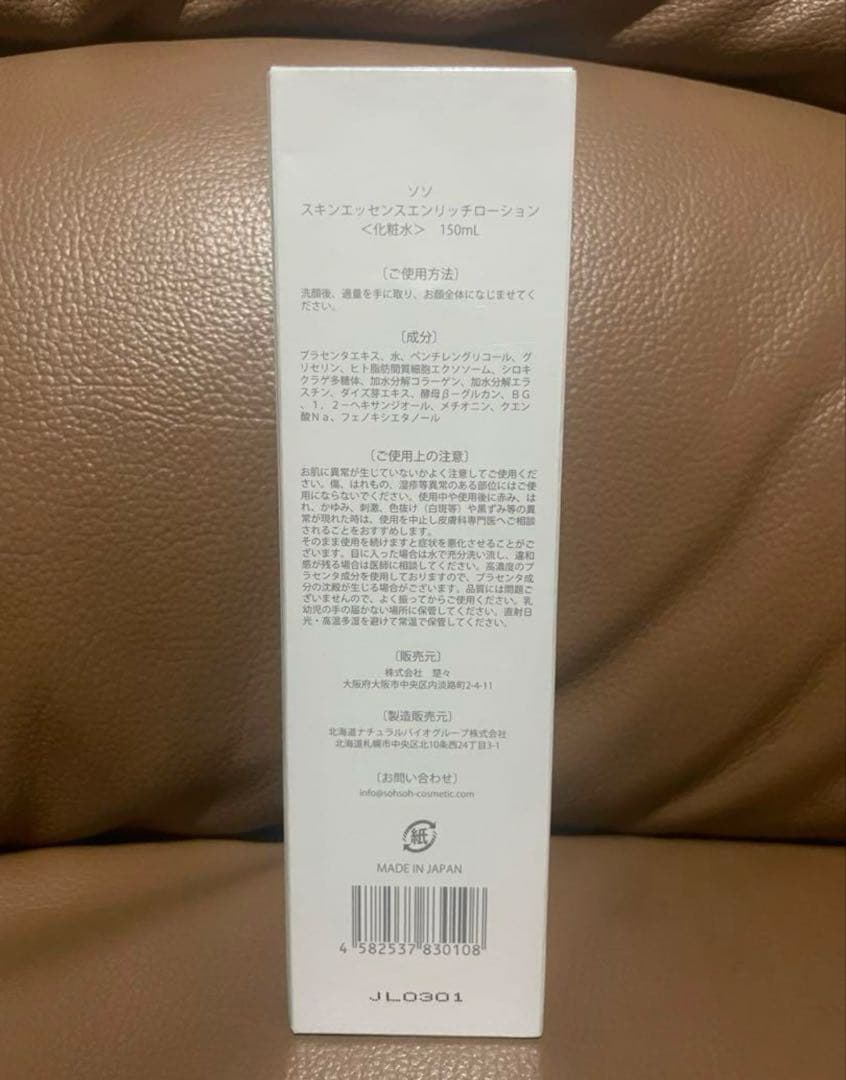 ソソ
スキンエッセンスエンリッチローション
＜化粧水＞　150mL
〔ご使用方法〕
洗顔後、適量を手に取り、お顔全体になじませてく
ださい。
〔成分〕
プラセンタエキス、水、ペンチレングリコール、グ
リセリン、ヒト脂肪間質細胞エクソソーム、シロキ
クラゲ多糖体、加水分解コラーゲン、加水分解エラ
スチン、ダイズ芽エキス、酵母β－グルカン、ＢＧ
、１，２－ヘキサンジオール、メチオニン、クエン
酸Ｎａ、フェノキシエタノール
〔ご使用上の注意〕
お肌に異常が生じていないかよく注意してご使用くだ
さい。傷、はれもの、湿疹等異常のある部位にはご使
用にならないでください。使用中や使用後に赤み、は
れ、かゆみ、刺激、色抜け（白斑等）や黒ずみ等の異
常が現れた時は、使用を中止し皮膚科専門医へご相談
されることをおすすめします。
そのまま使用を続けますと症状を悪化させることがご
ざいます。目に入った場合は水で充分洗い流し、違和
感が残る場合は医師に相談してください。高濃度のプ
ラセンタ成分を使用しておりますので、プラセンタ成
分の沈殿が生じる場合がございます。品質には問題ご
ざいませんので、よく振ってからご使用ください。乳
幼児の手の届かない場所に保管してください。直射日
光・高温多湿を避けて常温で保管してください。
〔販売元〕
株式会社　楚々
大阪府大阪市中央区内淡路町2-4-11
〔製造販売元〕
北海道ナチュラルバイオグループ株式会社
北海道札幌市中央区北10条西24丁目3-1
〔お問い合わせ〕
info@sohsoh-cosmetic.com
紙
MADE IN JAPAN
4 582537 830108
JL0301